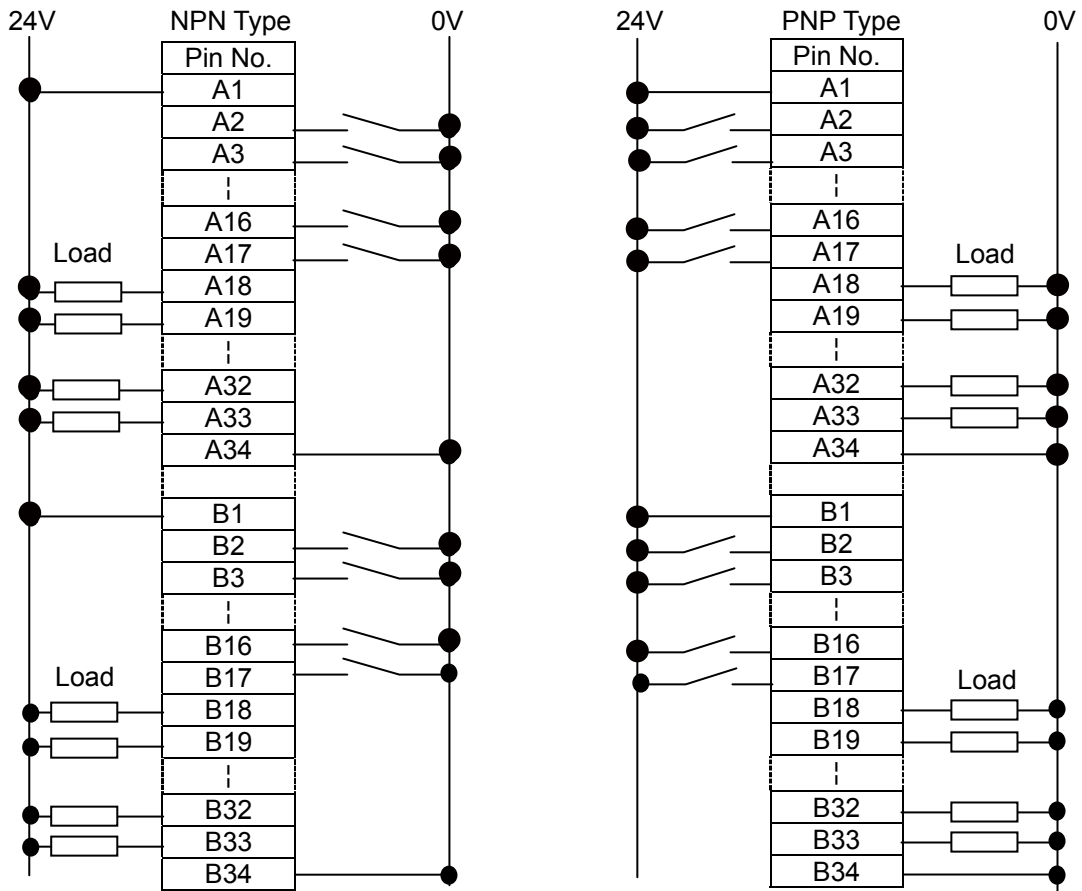 24V NPN Type 0V
Pin No.
A1
A2
A3
A16
A17
Load
A18
A19
A32
A33
A34
B1
B2
B3
B16
B17
Load
B18
B19
B32
B33
B34
24V PNP Type 0V
Pin No.
A1
A2
A3
A16
A17
Load
A18
A19
A32
A33
A34
B1
B2
B3
B16
B17
Load
B18
B19
B32
B33
B34